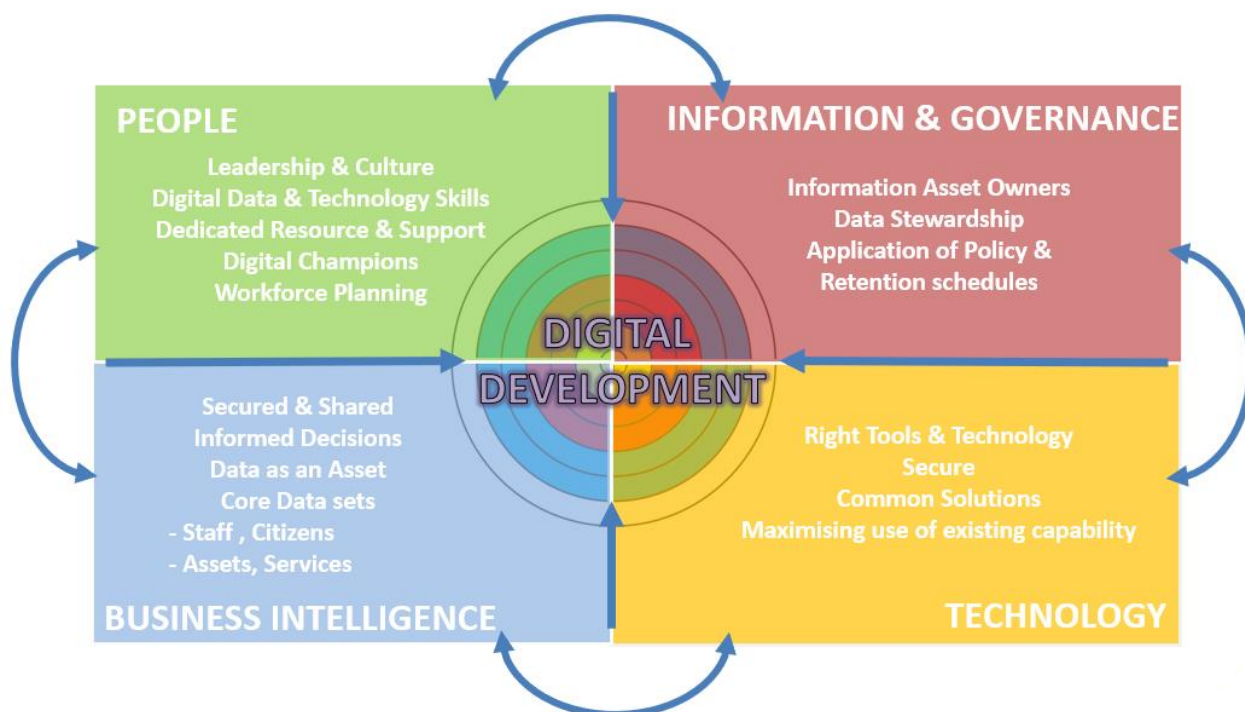 PEOPLE
Leadership & Culture
Digital Data & Technology Skills
Dedicated Resource & Support
Digital Champions
Workforce Planning
INFORMATION & GOVERNANCE
Information Asset Owners
Data Stewardship
Application of Policy &
Retention schedules
DIGITAL
DEVELOPMENT
Secured & Shared
Informed Decisions
Data as an Asset
Core Data sets
- Staff , Citizens
- Assets, Services
BUSINESS INTELLIGENCE
Right Tools & Technology
Secure
Common Solutions
Maximising use of existing capability
TECHNOLOGY